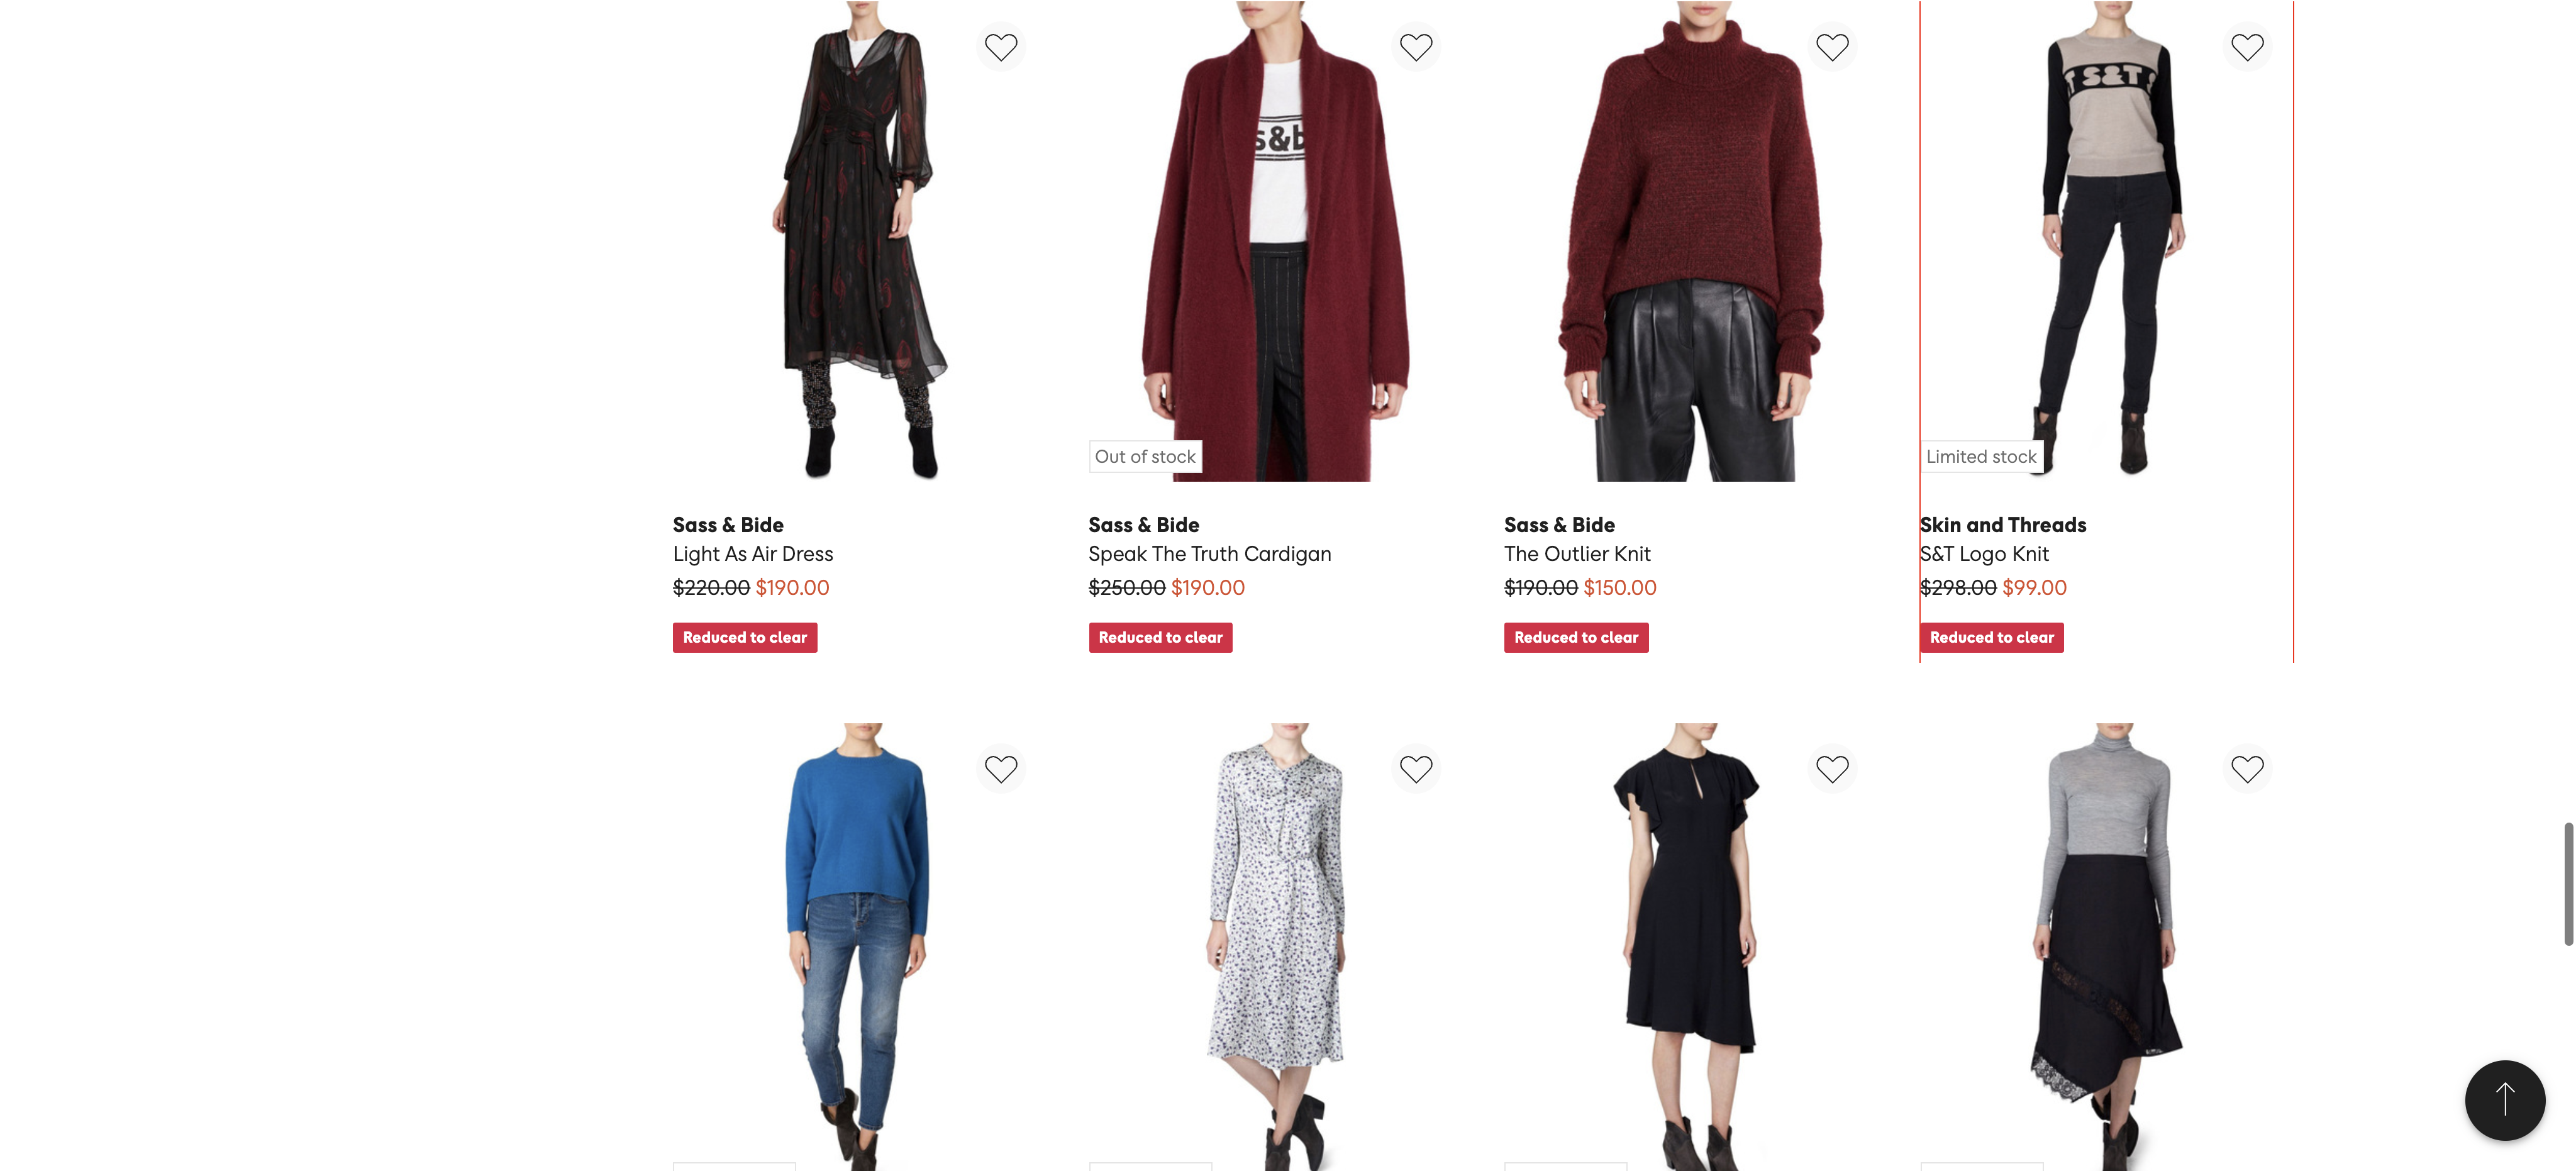 s&b
T S&T
Out of stock
Limited stock
Sass & Bide
Light As Air Dress
$220.00 $190.00
Reduced to clear
Sass & Bide
Speak The Truth Cardigan
$250.00 $190.00
Reduced to clear
Sass & Bide
The Outlier Knit
$190.00 $150.00
Reduced to clear
Skin and Threads
S&T Logo Knit
$298.00 $99.00
Reduced to clear